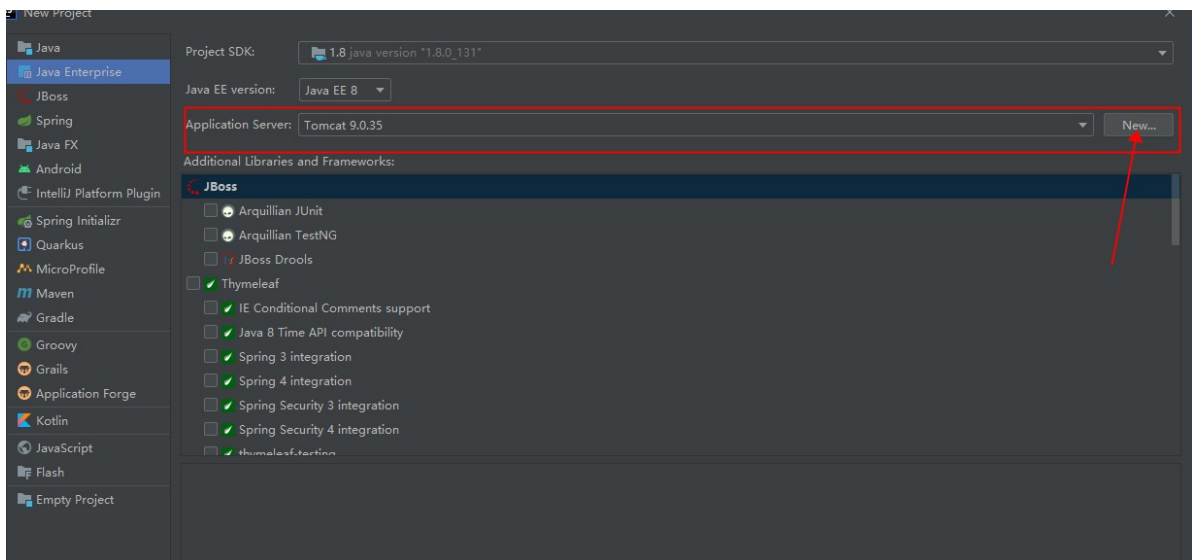 New Project
Java
Java Enterprise
JBoss
Spring
Java FX
Android
IntelliJ Platform Plugin
Spring Initializr
Quarkus
MicroProfile
Maven
Gradle
Groovy
Grails
Application Forge
Kotlin
JavaScript
Flash
Empty Project
Project SDK: 1.8 java version "1.8.0_131"
Java EE version: Java EE 8
Application Server: Tomcat 9.0.35 New...
Additional Libraries and Frameworks:
JBoss
Arquillian JUnit
Arquillian TestNG
JBoss Drools
Thymeleaf
IE Conditional Comments support
Java 8 Time API compatibility
Spring 3 integration
Spring 4 integration
Spring Security 3 integration
Spring Security 4 integration
thymeleaf-testing